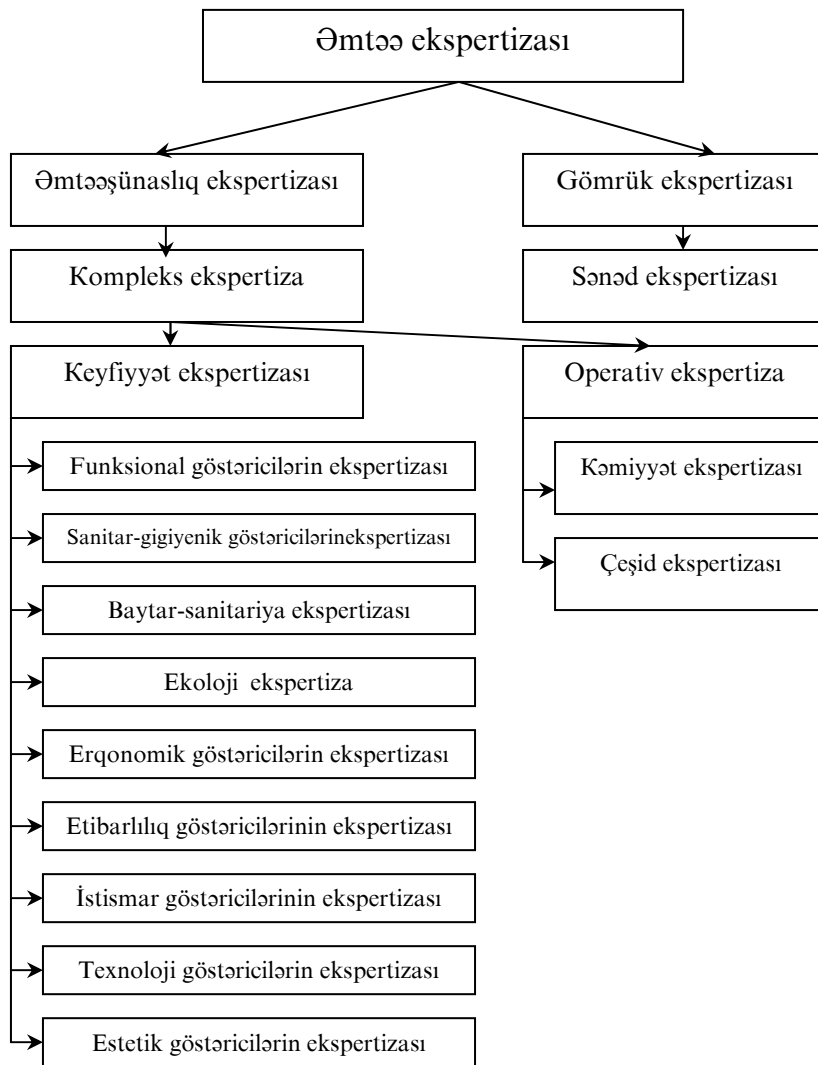 Əmtəə ekspertizası
Əmtəəşünaslıq ekspertizası
Gömrük ekspertizası
Kompleks ekspertiza
Sənəd ekspertizası
Keyfiyyət ekspertizası
Operativ ekspertiza
Funksional göstəricilərin ekspertizası
Kəmiyyət ekspertizası
Sanitar-gigiyenik göstəricilərinekspertizası
Çeşid ekspertizası
Baytar-sanitariya ekspertizası
Ekoloji ekspertiza
Erqonomik göstəricilərin ekspertizası
Etibarlılıq göstəricilərinin ekspertizası
İstismar göstəricilərinin ekspertizası
Texnoloji göstəricilərin ekspertizası
Estetik göstəricilərin ekspertizası